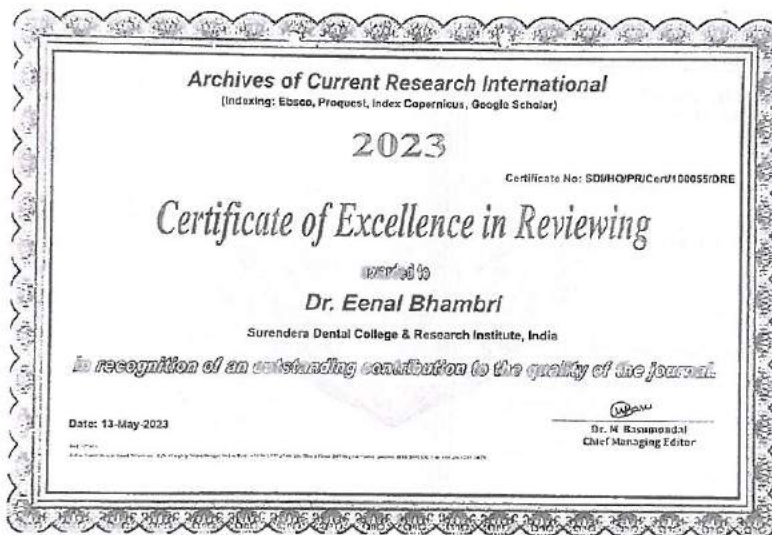 Archives of Current Research International
(Indexing: Ebsco, Proquest, Index Copernicus, Google Scholar)
2023
Certificate No: SDI/HQ/PR/Cert/100055/DRE
Certificate of Excellence in Reviewing
awarded to
Dr. Eenal Bhambri
Surendera Dental College & Research Institute, India
in recognition of an outstanding contribution to the quality of the journal.
Date: 13-May-2023
Dr. M Basumondal
Chief Managing Editor